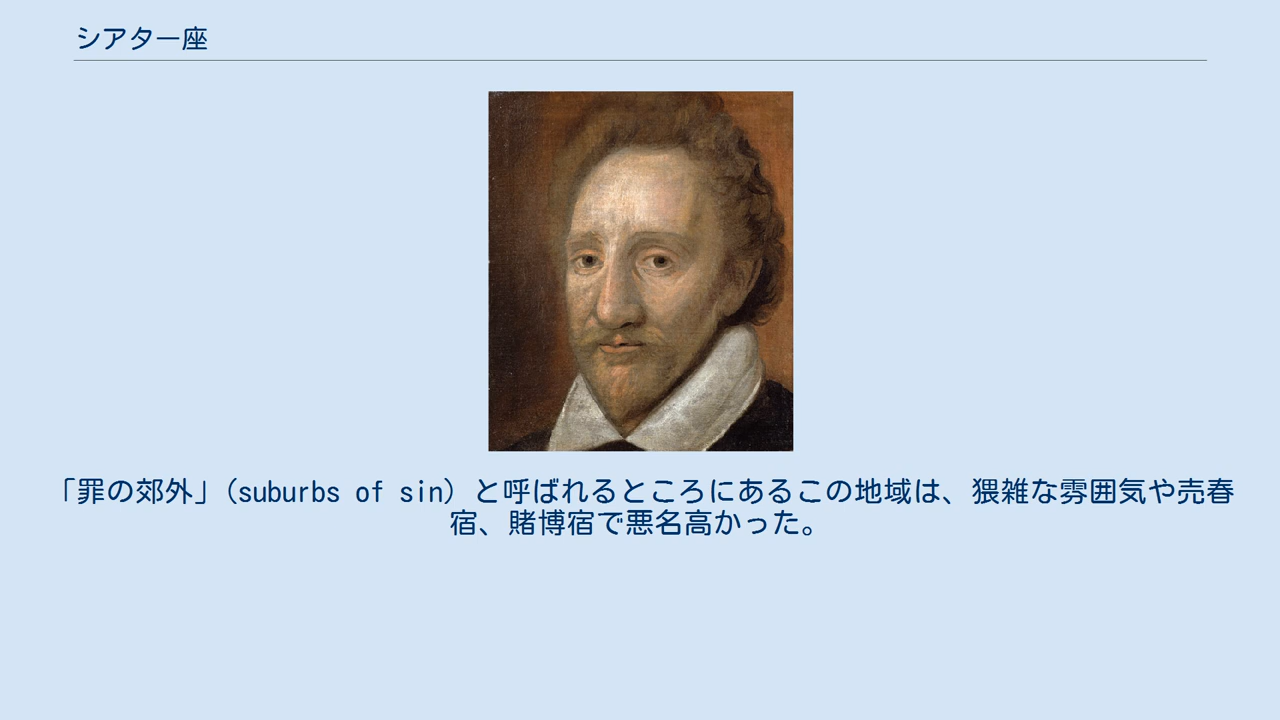 シアター座
「罪の郊外」(suburbs of sin) と呼ばれるところにあるこの地域は、猥雑な雰囲気や売春
宿、賭博宿で悪名高かった。